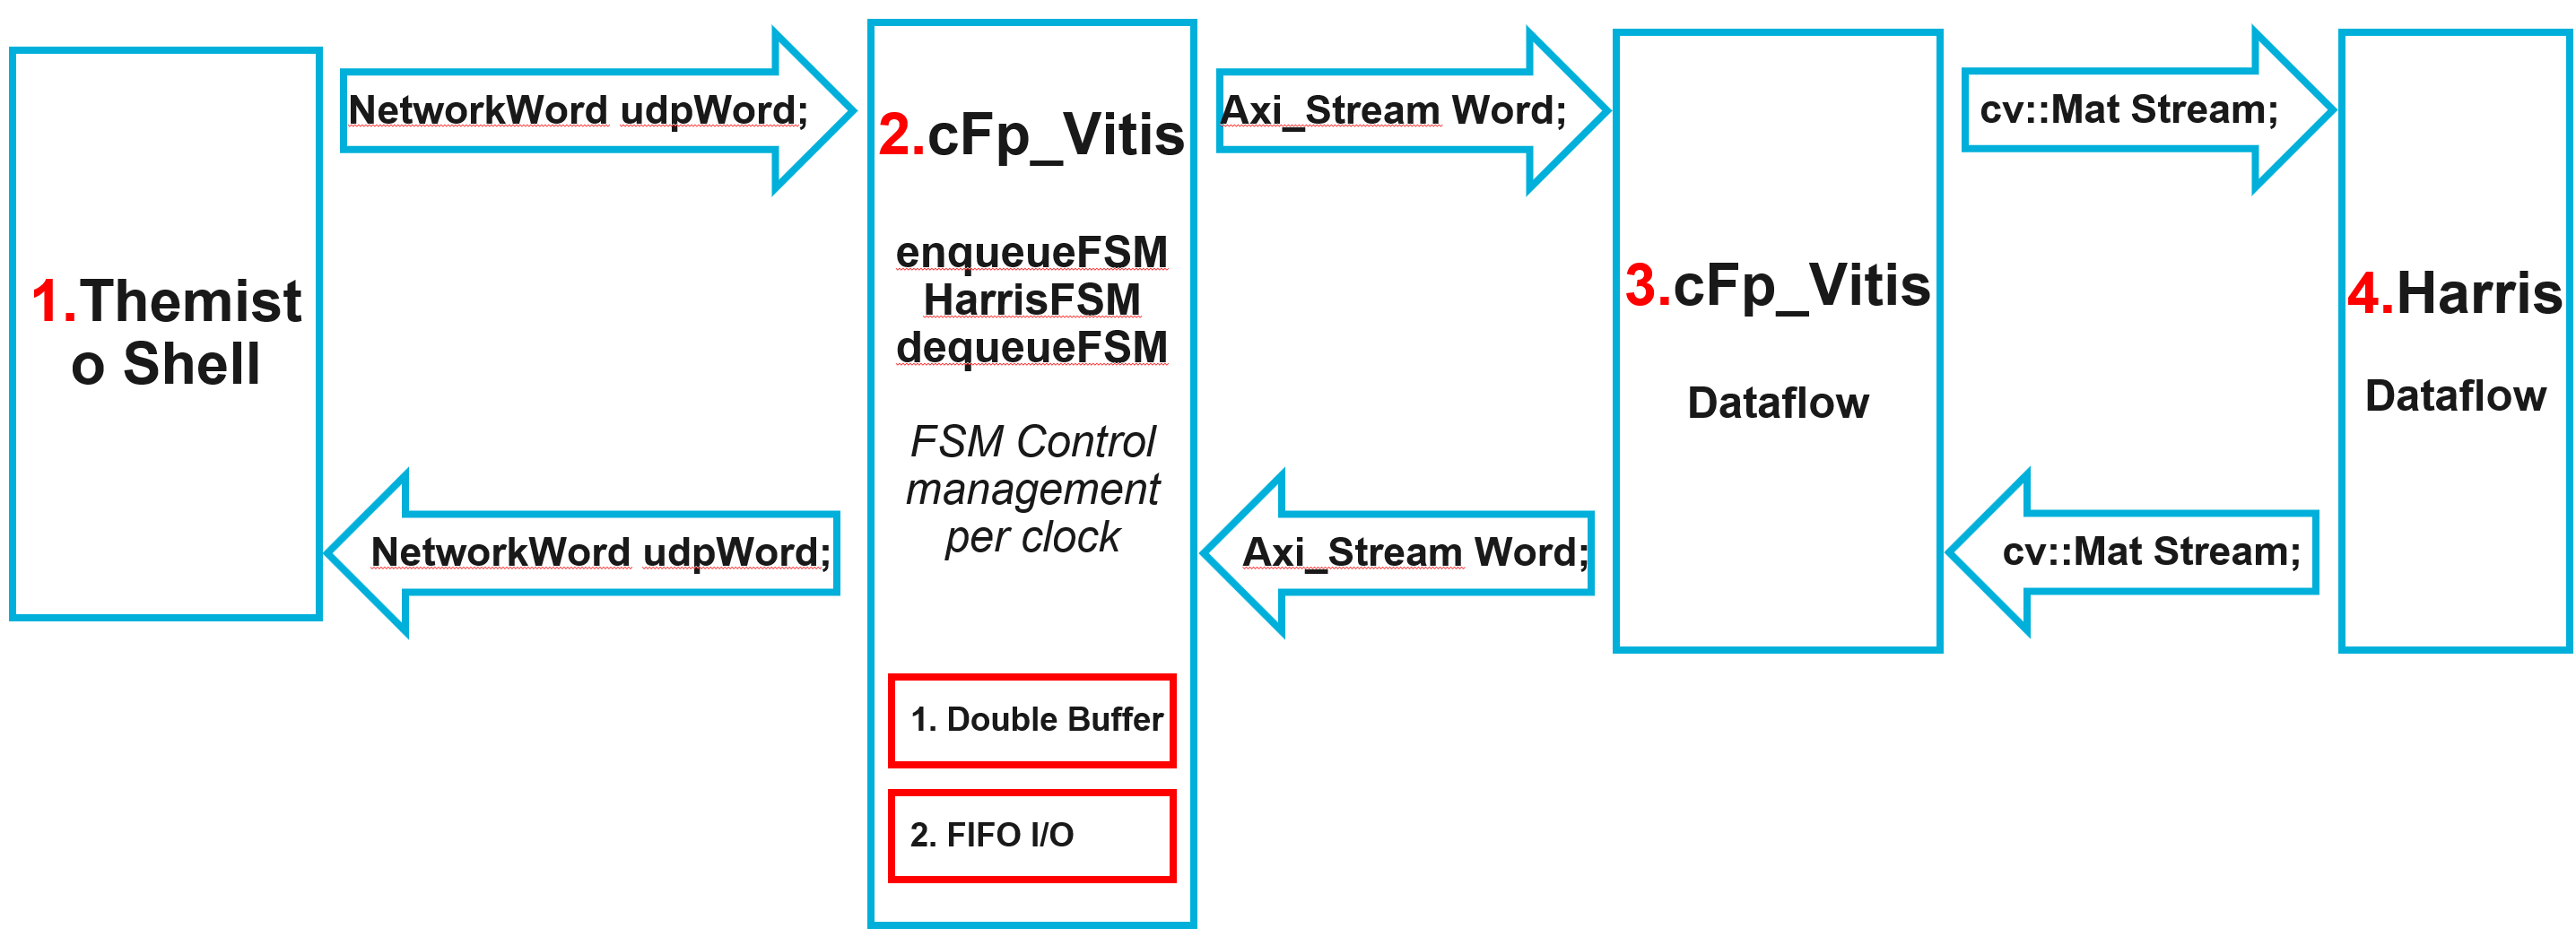 1.Themist
o Shell
NetworkWord udpWord;
NetworkWord udpWord;
2.cFp_Vitis
enqueueFSM
HarrisFSM
dequeueFSM
FSM Control
management
per clock
1. Double Buffer
2. FIFO I/O
Axi_Stream Word;
Axi_Stream Word;
3.cFp_Vitis
Dataflow
cv::Mat Stream;
cv::Mat Stream;
4.Harris
Dataflow